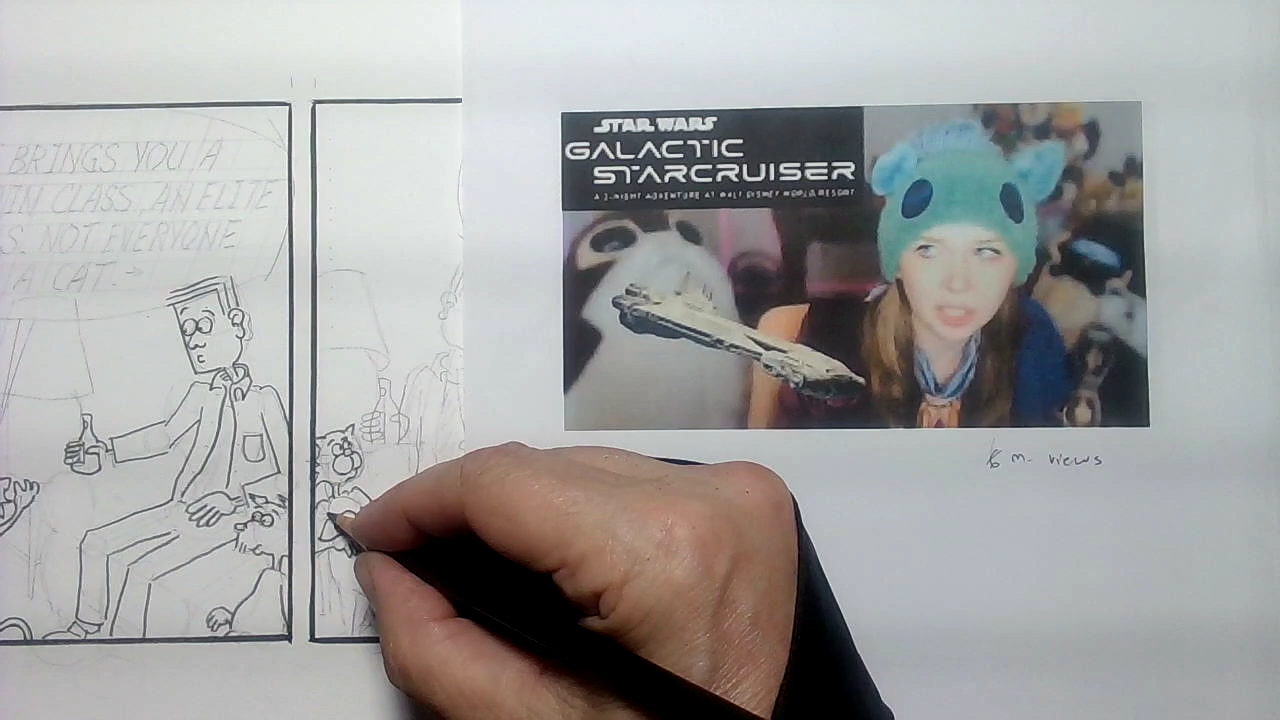 BRINGS YOU A
IN CLASS, AN ELITE
S. NOT EVERYONE
A CAT.
STAR WARS
GALACTIC
STARCRUISER
A 2-NIGHT ADVENTURE AT WALT DISNEY WORLD RESORT
m. views